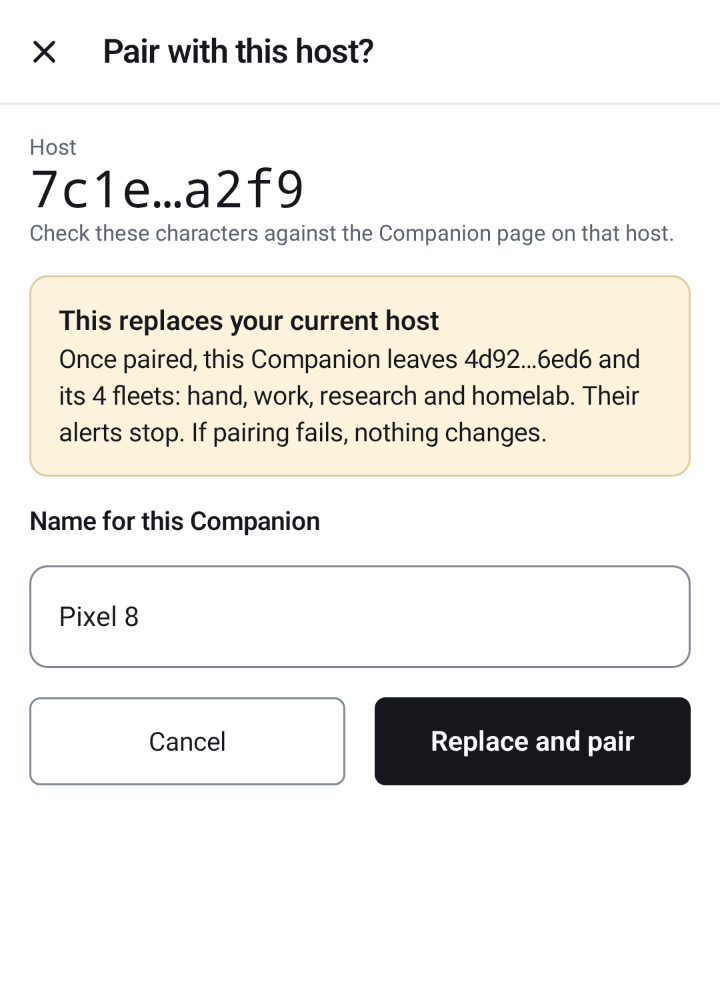 Pair with this host?
Host
7c1e…a2f9
Check these characters against the Companion page on that host.
This replaces your current host
Once paired, this Companion leaves 4d92…6ed6 and
its 4 fleets: hand, work, research and homelab. Their
alerts stop. If pairing fails, nothing changes.
Name for this Companion
Pixel 8
Cancel
Replace and pair